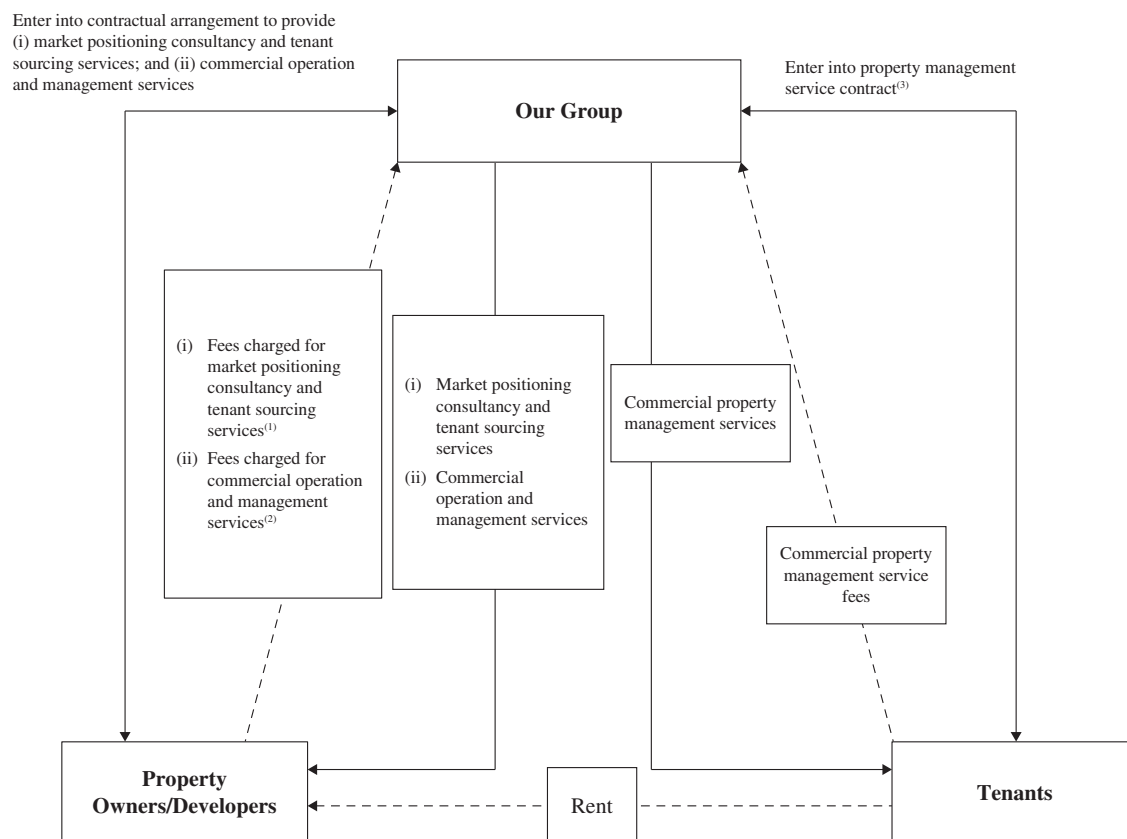 Enter into contractual arrangement to provide
(i) market positioning consultancy and tenant
sourcing services; and (ii) commercial operation
and management services
Our Group
Enter into property management
service contract(3)
(i) Fees charged for
market positioning
consultancy and
tenant sourcing
services(1)
(ii) Fees charged for
commercial operation
and management
services(2)
(i) Market positioning
consultancy and
tenant sourcing
services
(ii) Commercial
operation and
management services
Commercial property
management services
Commercial property
management service
fees
Property
Owners/Developers
Rent
Tenants